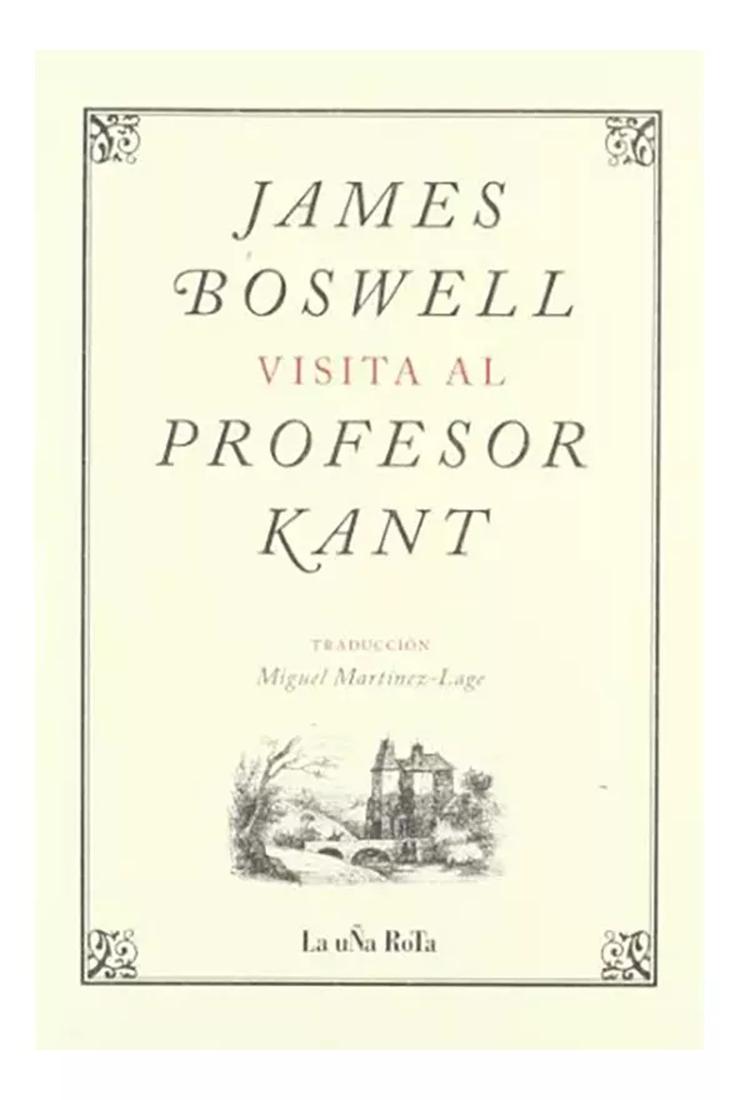 JAMES
BOSWELL
VISITA AL
PROFESOR
KANT
TRADUCCIÓN
Miguel Martínez-Lage
La uÑa RoTa